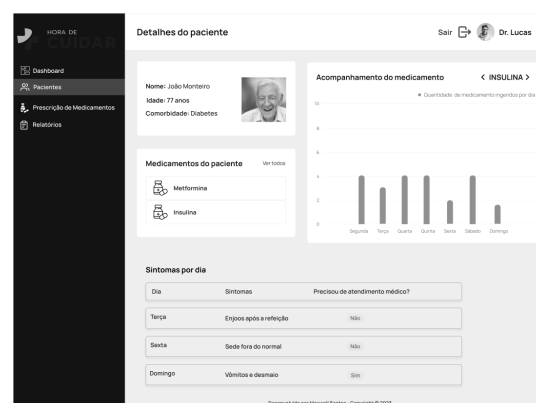 HORA DE
CUIDAR
Detalhes do paciente
Sair
Dr. Lucas
Dashboard
Pacientes
Prescrição de Medicamentos
Relatórios
Nome: João Monteiro
Idade: 77 anos
Comorbidade: Diabetes
Acompanhamento do medicamento
< INSULINA >
Quantidade de medicamento ingeridos por dia
10
8
6
4
2
0
Segunda Terça Quarta Quinta Sexta Sábado Domingo
Medicamentos do paciente
Ver todos
Metformina
Insulina
Sintomas por dia
Dia Sintomas Precisou de atendimento médico?
Terça Enjoos após a refeição Não
Sexta Sede fora do normal Não
Domingo Vômitos e desmaio Sim